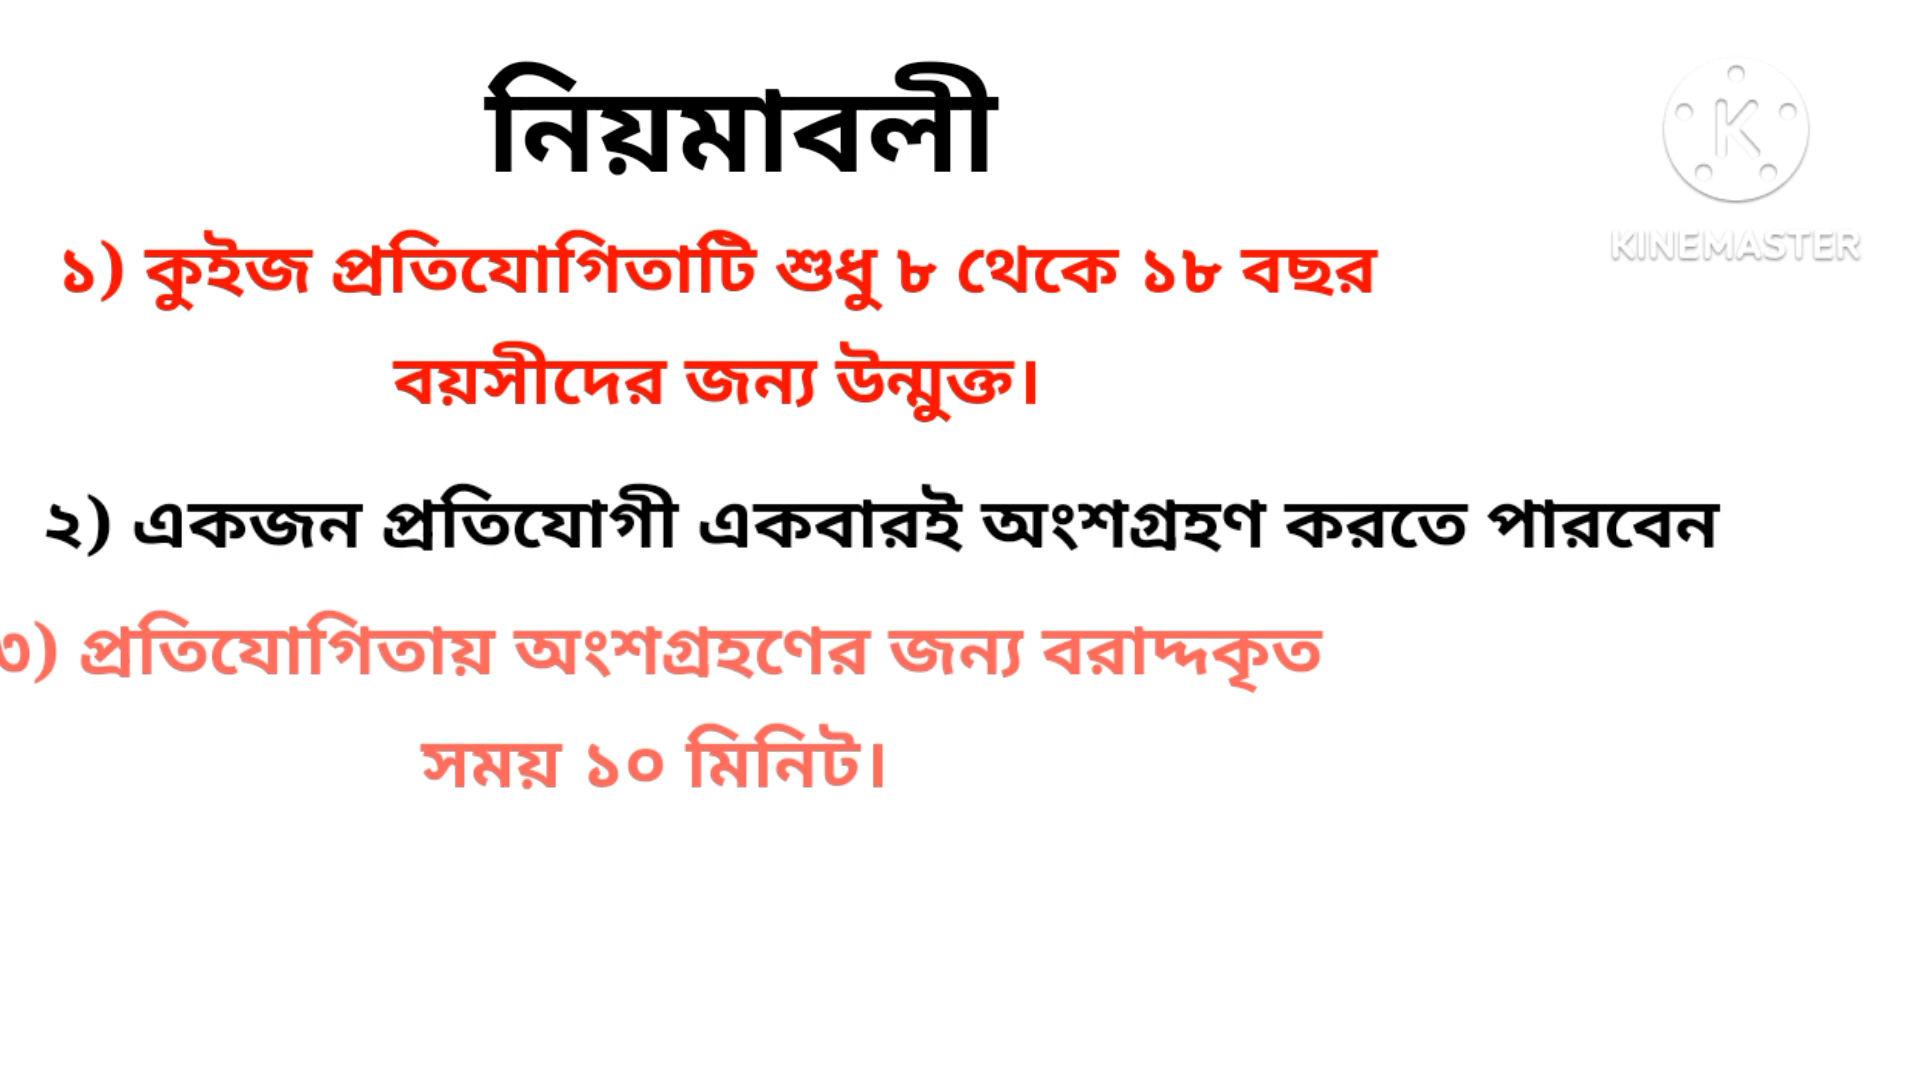 নিয়মাবলী
১) কুইজ প্রতিযোগিতাটি শুধু ৮ থেকে ১৮ বছর
বয়সীদের জন্য উন্মুক্ত।
২) একজন প্রতিযোগী একবারই অংশগ্রহণ করতে পারবেন
৩) প্রতিযোগিতায় অংশগ্রহণের জন্য বরাদ্দকৃত
সময় ১০ মিনিট।
K
KINEMASTER